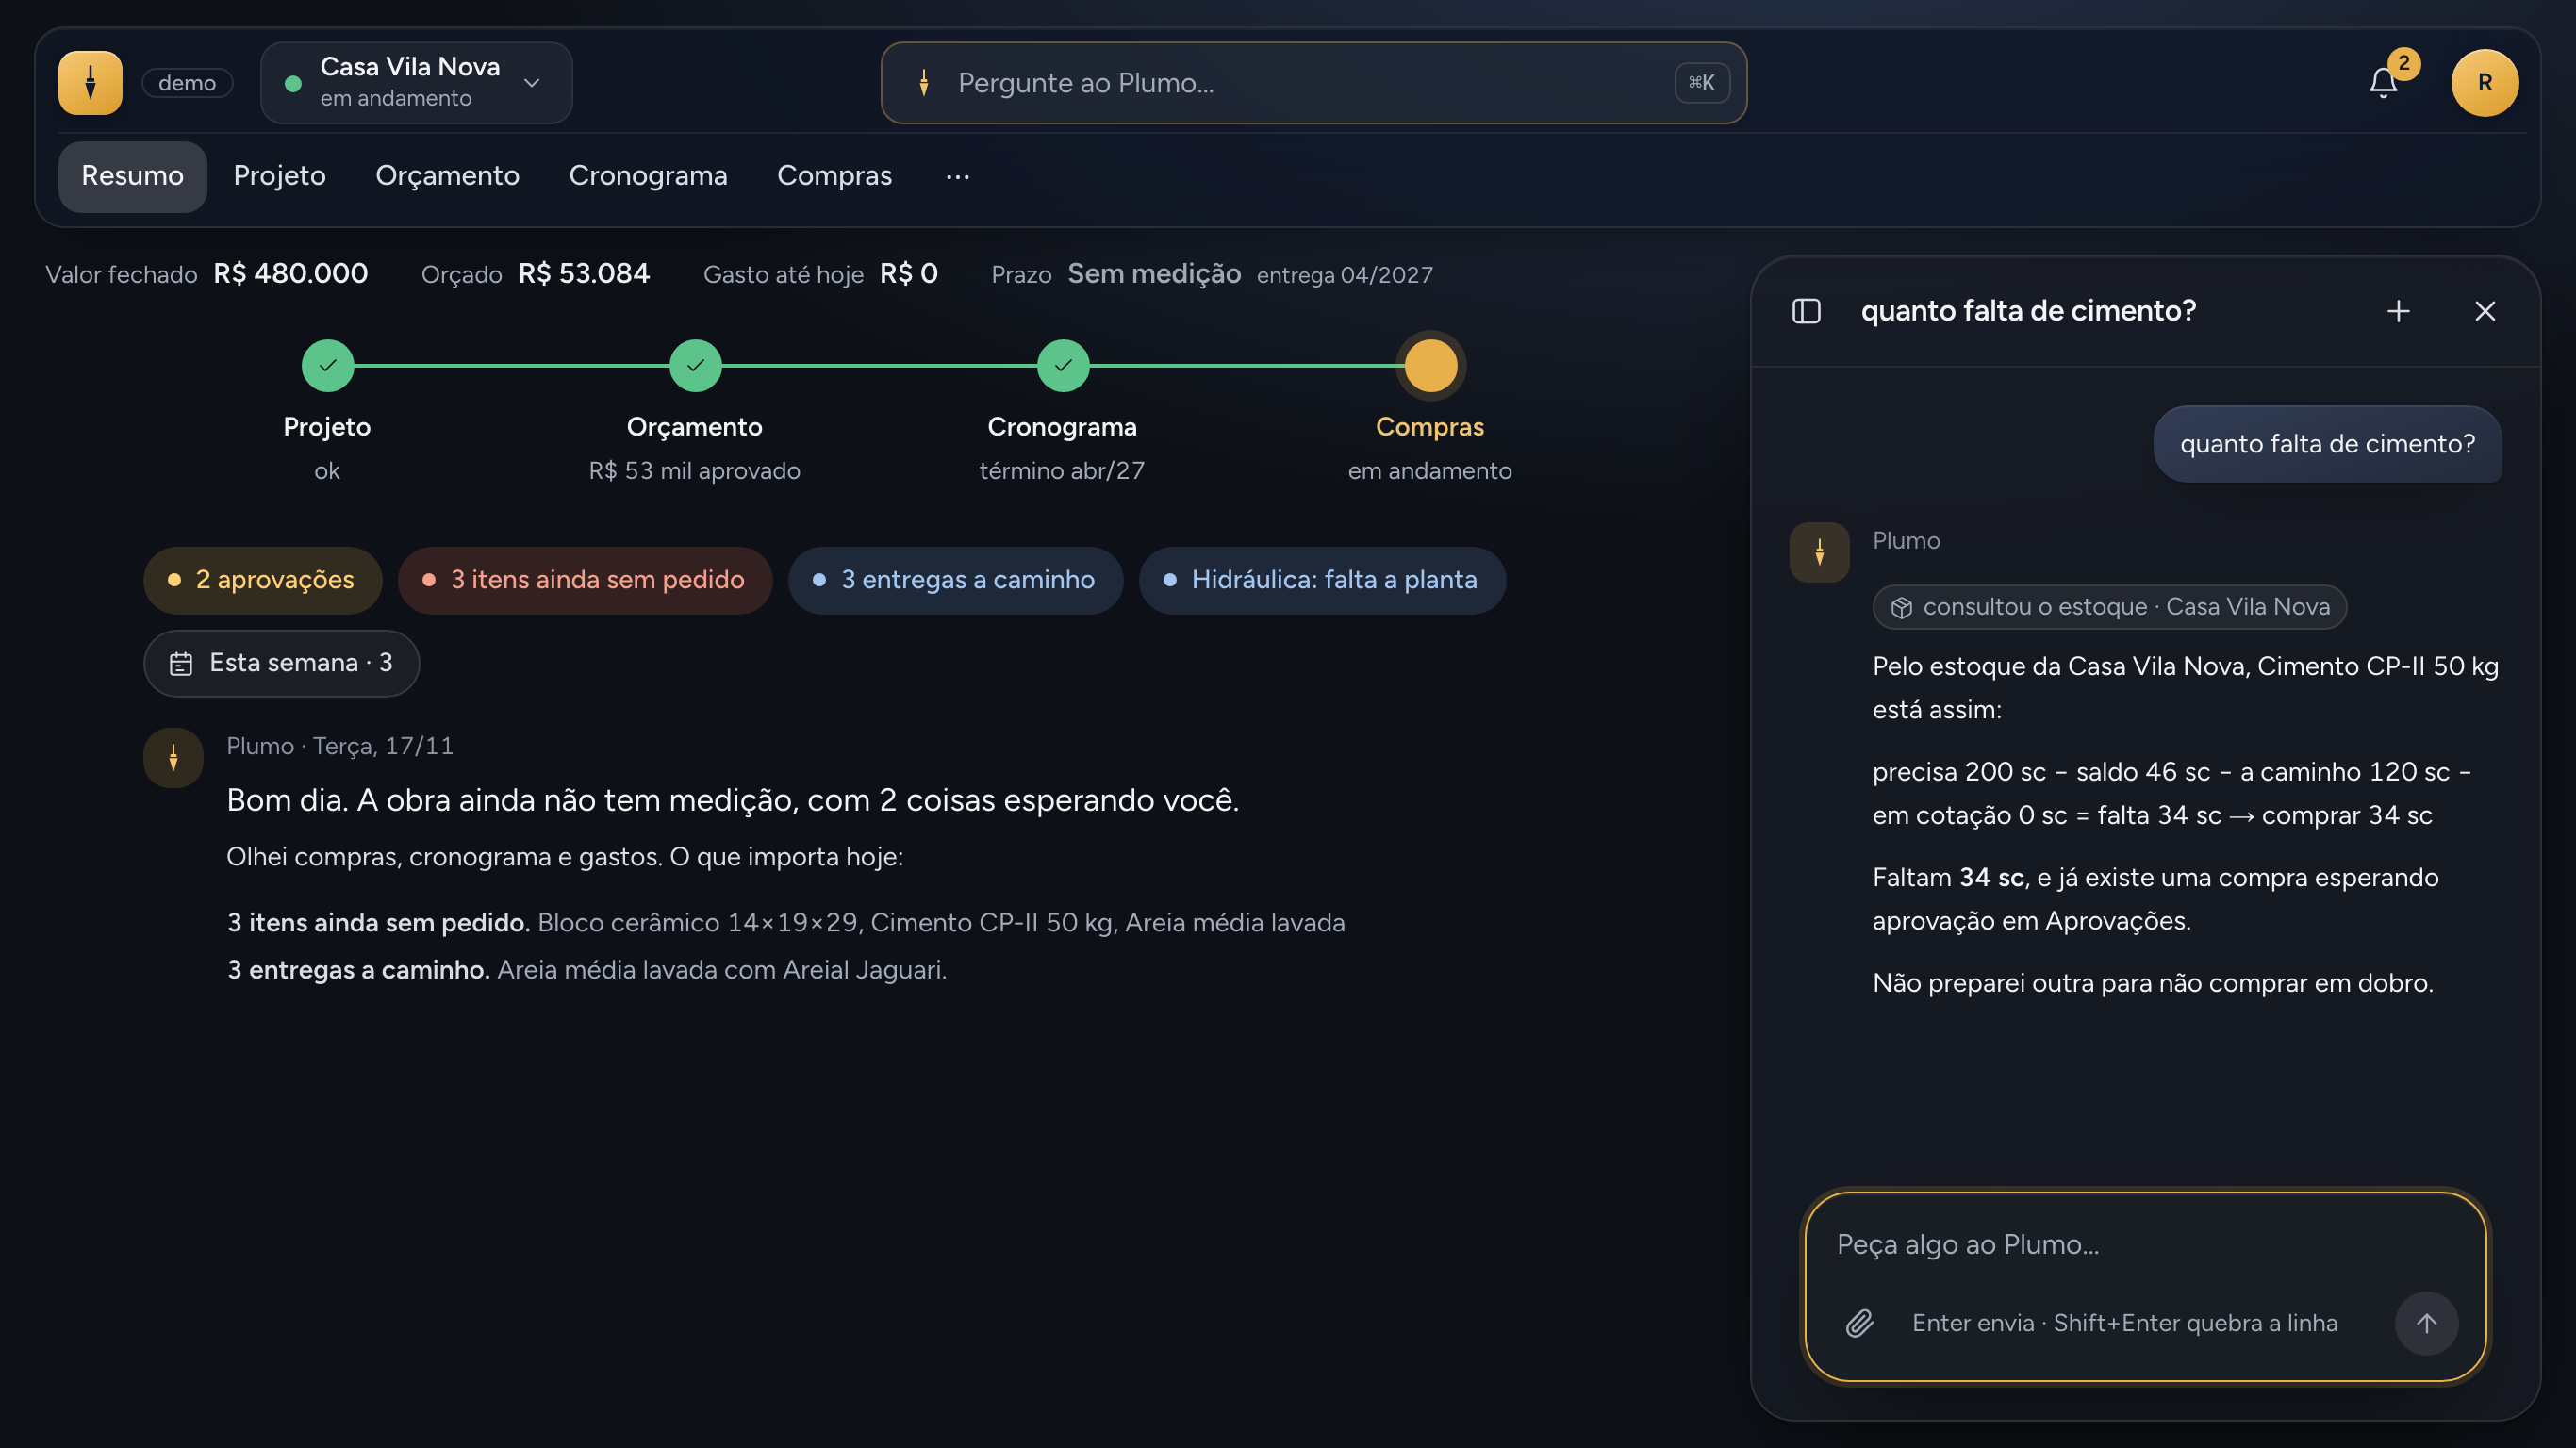 demo
Casa Vila Nova
em andamento
Pergunte ao Plumo...
⌘K
2
R
Resumo
Projeto
Orçamento
Cronograma
Compras
...
Valor fechado R$ 480.000
Orçado R$ 53.084
Gasto até hoje R$ 0
Prazo Sem medição entrega 04/2027
Projeto
ok
Orçamento
R$ 53 mil aprovado
Cronograma
término abr/27
Compras
em andamento
2 aprovações
3 itens ainda sem pedido
3 entregas a caminho
Hidráulica: falta a planta
Esta semana · 3
Plumo · Terça, 17/11
Bom dia. A obra ainda não tem medição, com 2 coisas esperando você.
Olhei compras, cronograma e gastos. O que importa hoje:
3 itens ainda sem pedido. Bloco cerâmico 14×19×29, Cimento CP-II 50 kg, Areia média lavada
3 entregas a caminho. Areia média lavada com Areial Jaguari.
quanto falta de cimento?
quanto falta de cimento?
Plumo
consultou o estoque · Casa Vila Nova
Pelo estoque da Casa Vila Nova, Cimento CP-II 50 kg
está assim:
precisa 200 sc − saldo 46 sc − a caminho 120 sc −
em cotação 0 sc = falta 34 sc → comprar 34 sc
Faltam 34 sc, e já existe uma compra esperando
aprovação em Aprovações.
Não preparei outra para não comprar em dobro.
Peça algo ao Plumo...
Enter envia · Shift+Enter quebra a linha